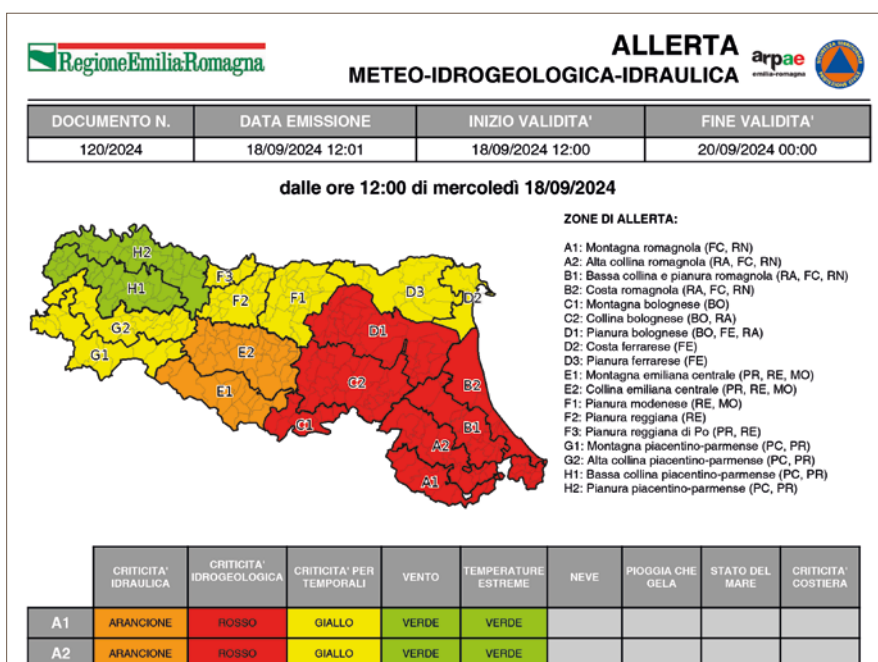 RegioneEmilia-Romagna
ALLERTA
METEO-IDROGEOLOGICA-IDRAULICA
arpae
emilia-romagna
DOCUMENTO N. DATA EMISSIONE INIZIO VALIDITA' FINE VALIDITA'
120/2024 18/09/2024 12:01 18/09/2024 12:00 20/09/2024 00:00
dalle ore 12:00 di mercoledì 18/09/2024
H2
H1
F3
F2
F1
D3
D2
G2
G1
E2
E1
D1
C2
C1
B2
B1
A2
A1
ZONE DI ALLERTA:
A1: Montagna romagnola (FC, RN)
A2: Alta collina romagnola (RA, FC, RN)
B1: Bassa collina e pianura romagnola (RA, FC, RN)
B2: Costa romagnola (RA, FC, RN)
C1: Montagna bolognese (BO)
C2: Collina bolognese (BO, RA)
D1: Pianura bolognese (BO, FE, RA)
D2: Costa ferrarese (FE)
D3: Pianura ferrarese (FE)
E1: Montagna emiliana centrale (PR, RE, MO)
E2: Collina emiliana centrale (PR, RE, MO)
F1: Pianura modenese (RE, MO)
F2: Pianura reggiana (RE)
F3: Pianura reggiana di Po (PR, RE)
G1: Montagna piacentino-parmense (PC, PR)
G2: Alta collina piacentino-parmense (PC, PR)
H1: Bassa collina piacentino-parmense (PC, PR)
H2: Pianura piacentino-parmense (PC, PR)
CRITICITA' IDRAULICA CRITICITA' IDROGEOLOGICA CRITICITA' PER TEMPORALI VENTO TEMPERATURE ESTREME NEVE PIOGGIA CHE GELA STATO DEL MARE CRITICITA' COSTIERA
A1 ARANCIONE ROSSO GIALLO VERDE VERDE
A2 ARANCIONE ROSSO GIALLO VERDE VERDE